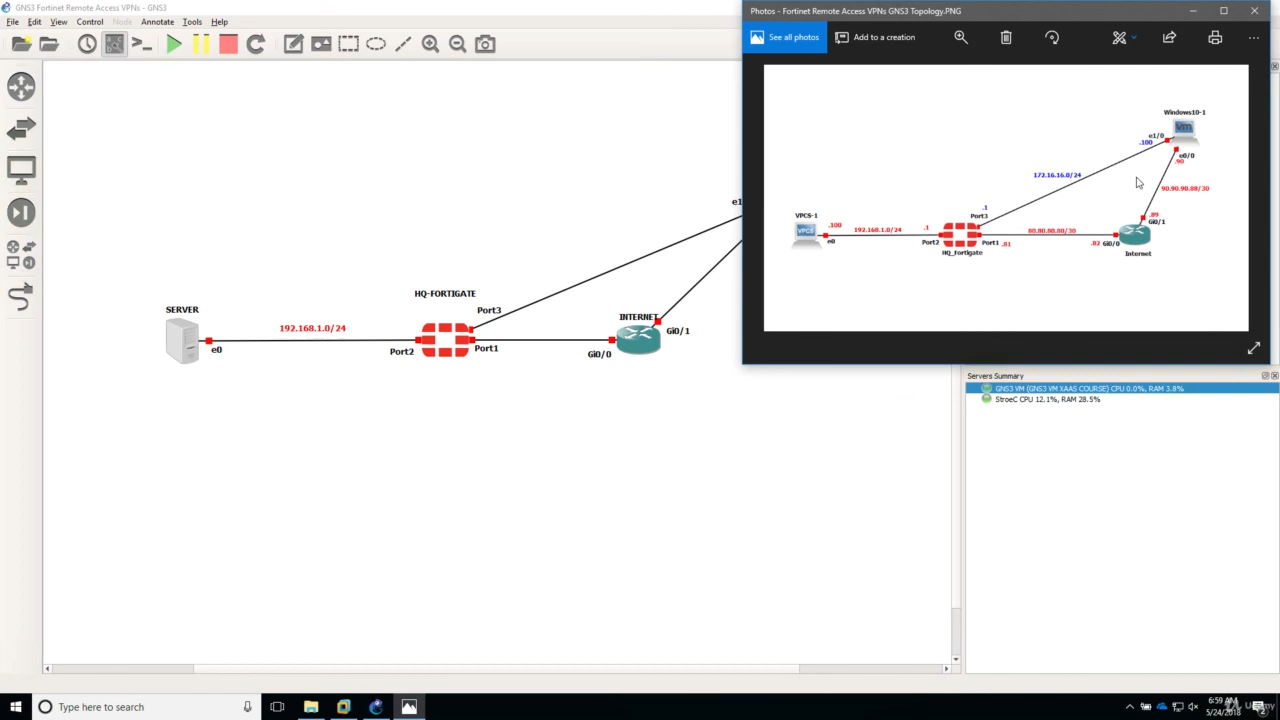 GNS3 Fortinet Remote Access VPNs - GNS3
File Edit View Control Node Annotate Tools Help
Photos - Fortinet Remote Access VPNs GNS3 Topology.PNG
See all photos
Add to a creation
Windows10-1
Vm
e1/0
.100
e0/0
.90
172.16.16.0/24
90.90.90.88/30
.1
Port3
.89
Gi0/1
VPCS-1
.100
VPCS
e0
192.168.1.0/24
.1
Port2
HQ_Fortigate
Port1
.81
80.80.80.80/30
.82
Gi0/0
Internet
e1
SERVER
e0
192.168.1.0/24
HQ-FORTIGATE
Port3
Port2
Port1
INTERNET
Gi0/1
Gi0/0
Servers Summary
GNS3 VM (GNS3 VM XAAS COURSE) CPU 0.0%, RAM 3.8%
StroeC CPU 12.1%, RAM 28.5%
Type here to search
6:59 AM
5/24/2018
2
Udemy